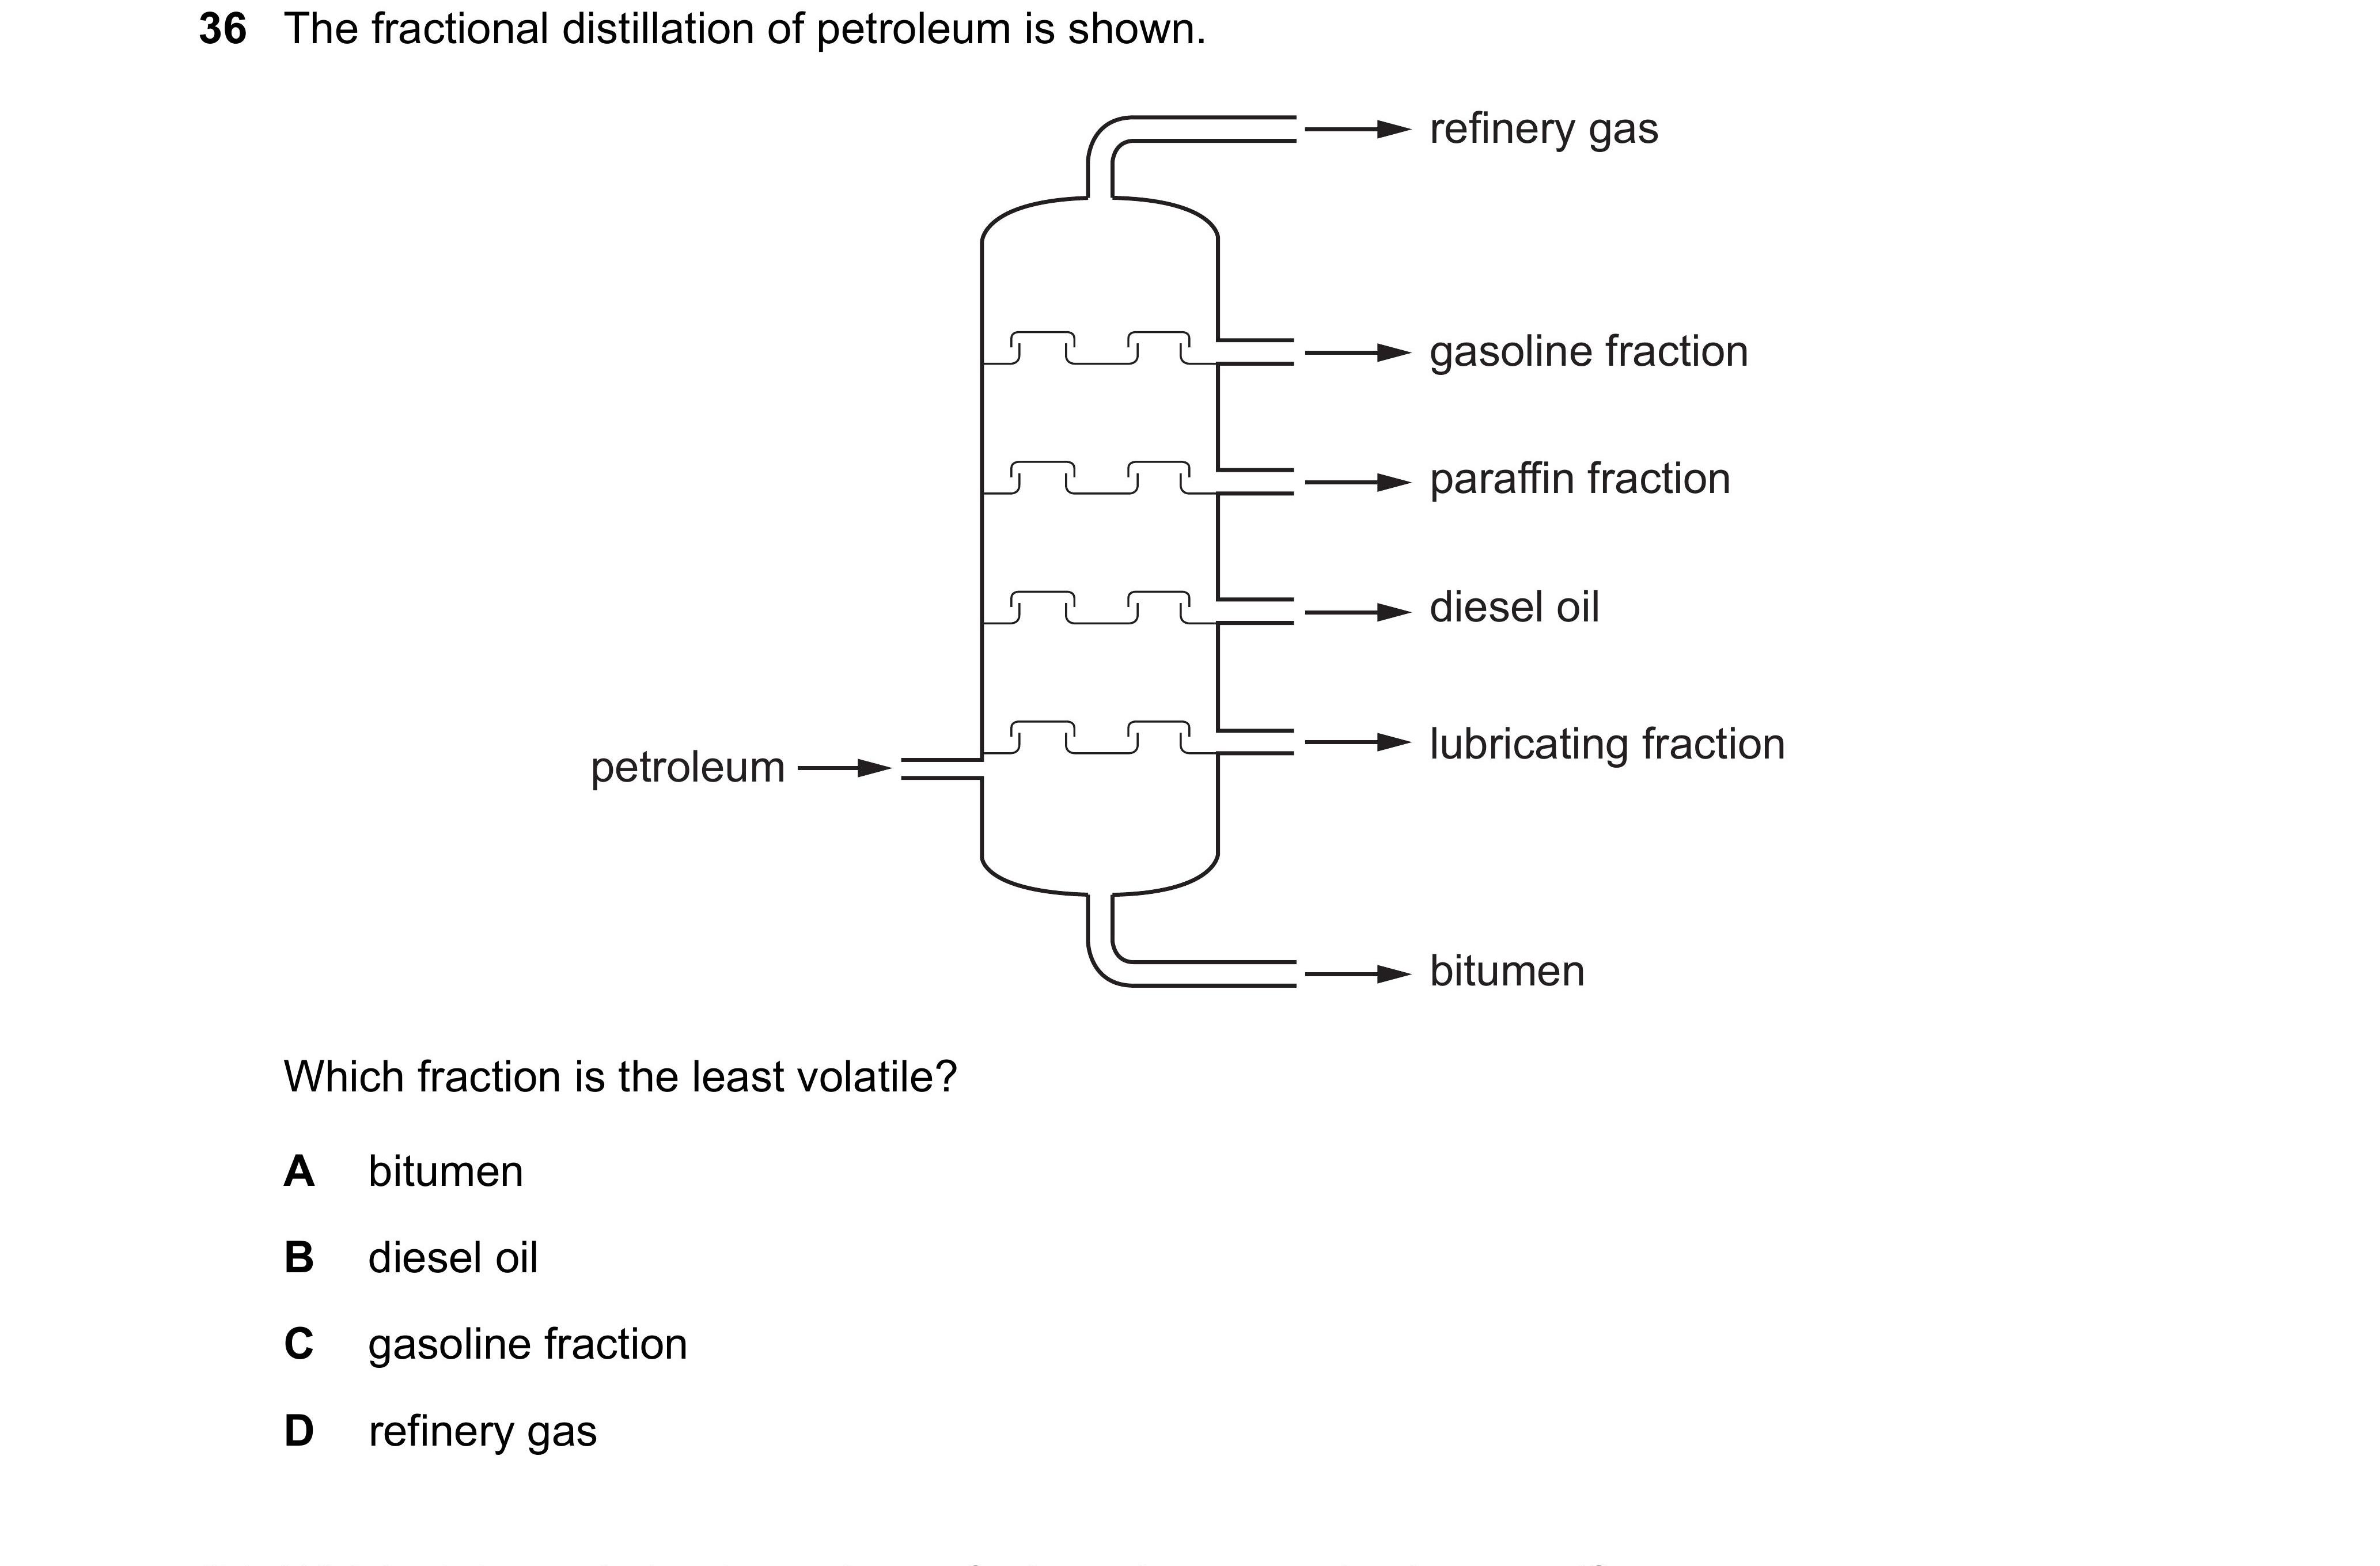 36 The fractional distillation of petroleum is shown.
refinery gas
gasoline fraction
paraffin fraction
diesel oil
lubricating fraction
petroleum
bitumen
Which fraction is the least volatile?
A bitumen
B diesel oil
C gasoline fraction
D refinery gas